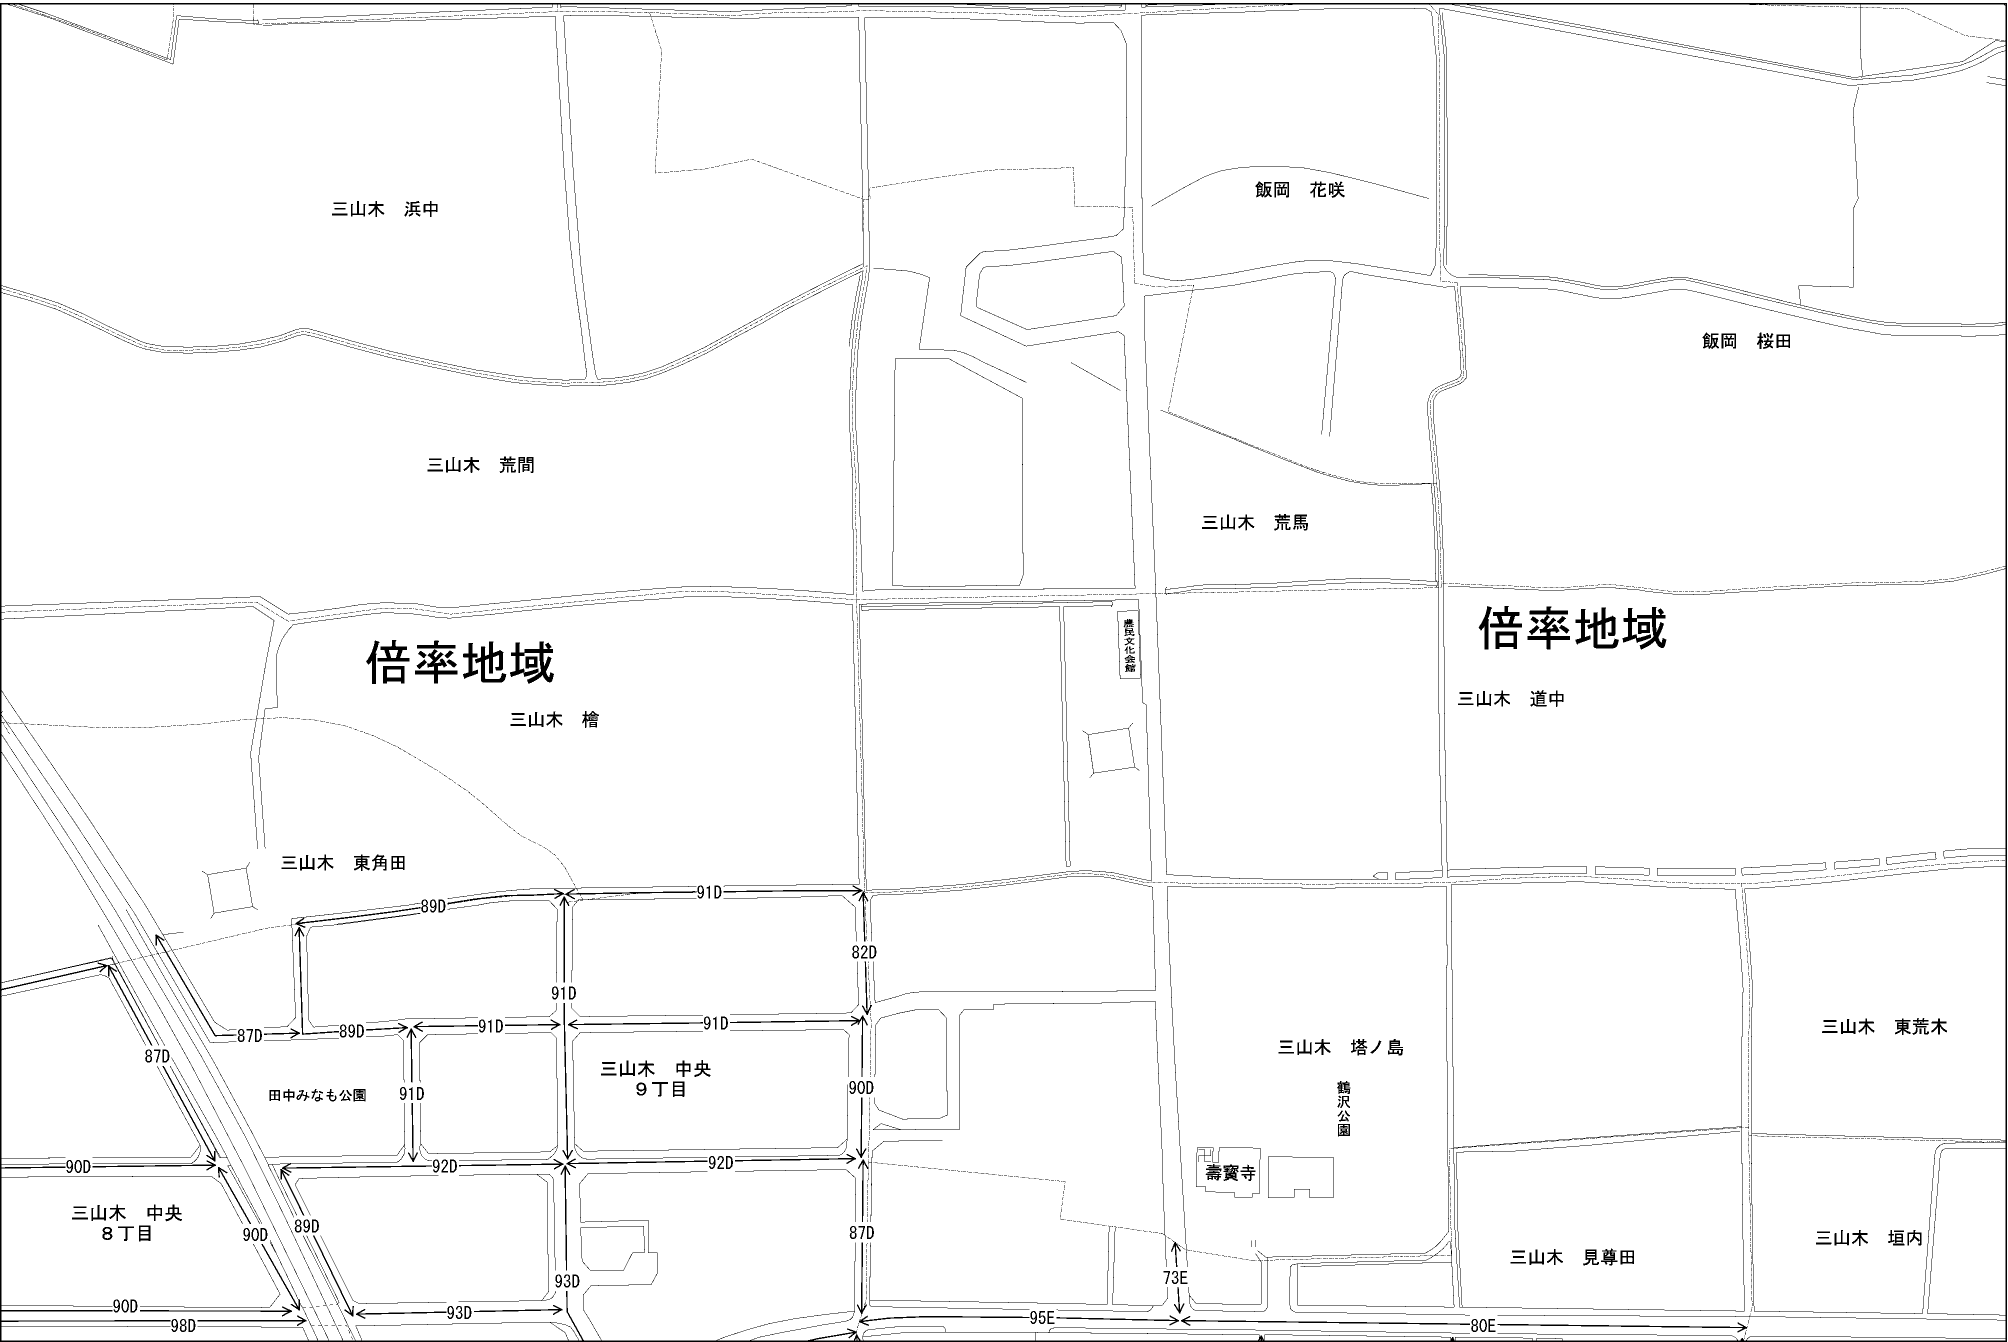 三山木　浜中
飯岡　花咲
飯岡　桜田
三山木　荒間
三山木　荒馬
倍率地域
倍率地域
農民文化会館
三山木　檜
三山木　道中
三山木　東角田
91D
89D
82D
91D
91D
91D
89D
87D
87D
三山木　中央
９丁目
90D
91D
田中みなも公園
三山木　塔ノ島
三山木　東荒木
鶴沢公園
90D
92D
92D
壽寳寺
三山木　中央
８丁目
90D
89D
87D
三山木　見尊田
三山木　垣内
93D
73E
90D
93D
98D
95E
80E